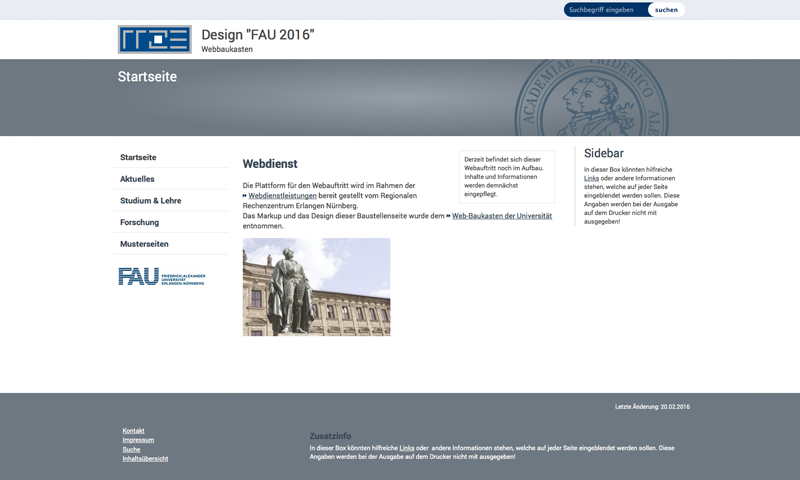 Suchbegriff eingeben
suchen
rrze
Design "FAU 2016"
Webbaukasten
Startseite
ACADEMIAE FRIDERICO ALE
Startseite
Aktuelles
Studium & Lehre
Forschung
Musterseiten
FAU FRIEDRICH-ALEXANDER
UNIVERSITÄT
ERLANGEN-NÜRNBERG
Webdienst
Derzeit befindet sich dieser
Webauftritt noch im Aufbau.
Inhalte und Informationen
werden demnächst
eingepflegt.
Die Plattform für den Webauftritt wird im Rahmen der
Webdienstleistungen bereit gestellt vom Regionalen
Rechenzentrum Erlangen Nürnberg.
Das Markup und das Design dieser Baustellenseite wurde dem Web-Baukasten der Universität
entnommen.
Sidebar
In dieser Box könnten hilfreiche
Links oder andere Informationen
stehen, welche auf jeder Seite
eingeblendet werden sollen. Diese
Angaben werden bei der Ausgabe
auf dem Drucker nicht mit
ausgegeben!
Letzte Änderung: 20.02.2016
Kontakt
Impressum
Suche
Inhaltsübersicht
Zusatzinfo
In dieser Box könnten hilfreiche Links oder andere Informationen stehen, welche auf jeder Seite eingeblendet werden sollen. Diese
Angaben werden bei der Ausgabe auf dem Drucker nicht mit ausgegeben!